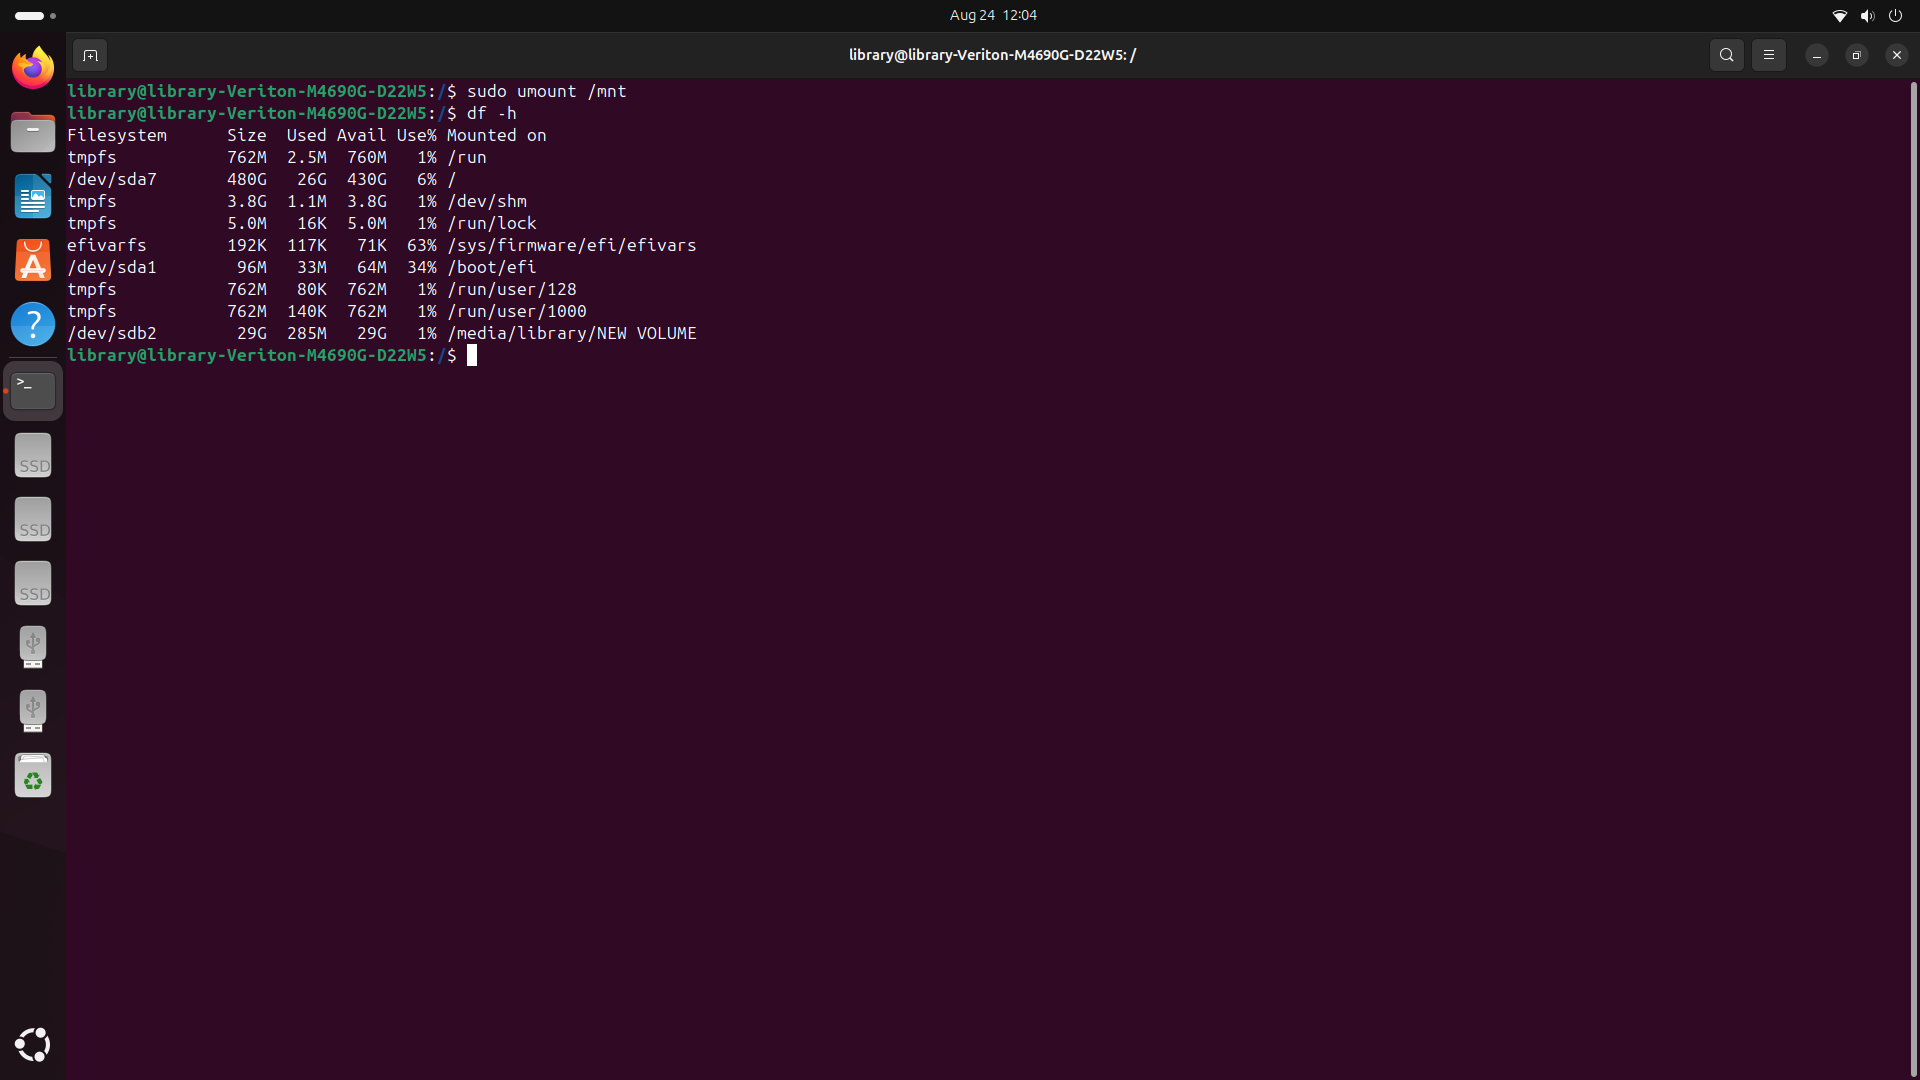 Aug 24 12:04
library@library-Veriton-M4690G-D22W5: /
library@library-Veriton-M4690G-D22W5:/$ sudo umount /mnt
library@library-Veriton-M4690G-D22W5:/$ df -h
Filesystem      Size  Used Avail Use% Mounted on
tmpfs           762M  2.5M  760M   1% /run
/dev/sda7       480G   26G  430G   6% /
tmpfs           3.8G  1.1M  3.8G   1% /dev/shm
tmpfs           5.0M   16K  5.0M   1% /run/lock
efivarfs        192K  117K   71K  63% /sys/firmware/efi/efivars
/dev/sda1        96M   33M   64M  34% /boot/efi
tmpfs           762M   80K  762M   1% /run/user/128
tmpfs           762M  140K  762M   1% /run/user/1000
/dev/sdb2        29G  285M   29G   1% /media/library/NEW VOLUME
library@library-Veriton-M4690G-D22W5:/$
>_
SSD
SSD
SSD